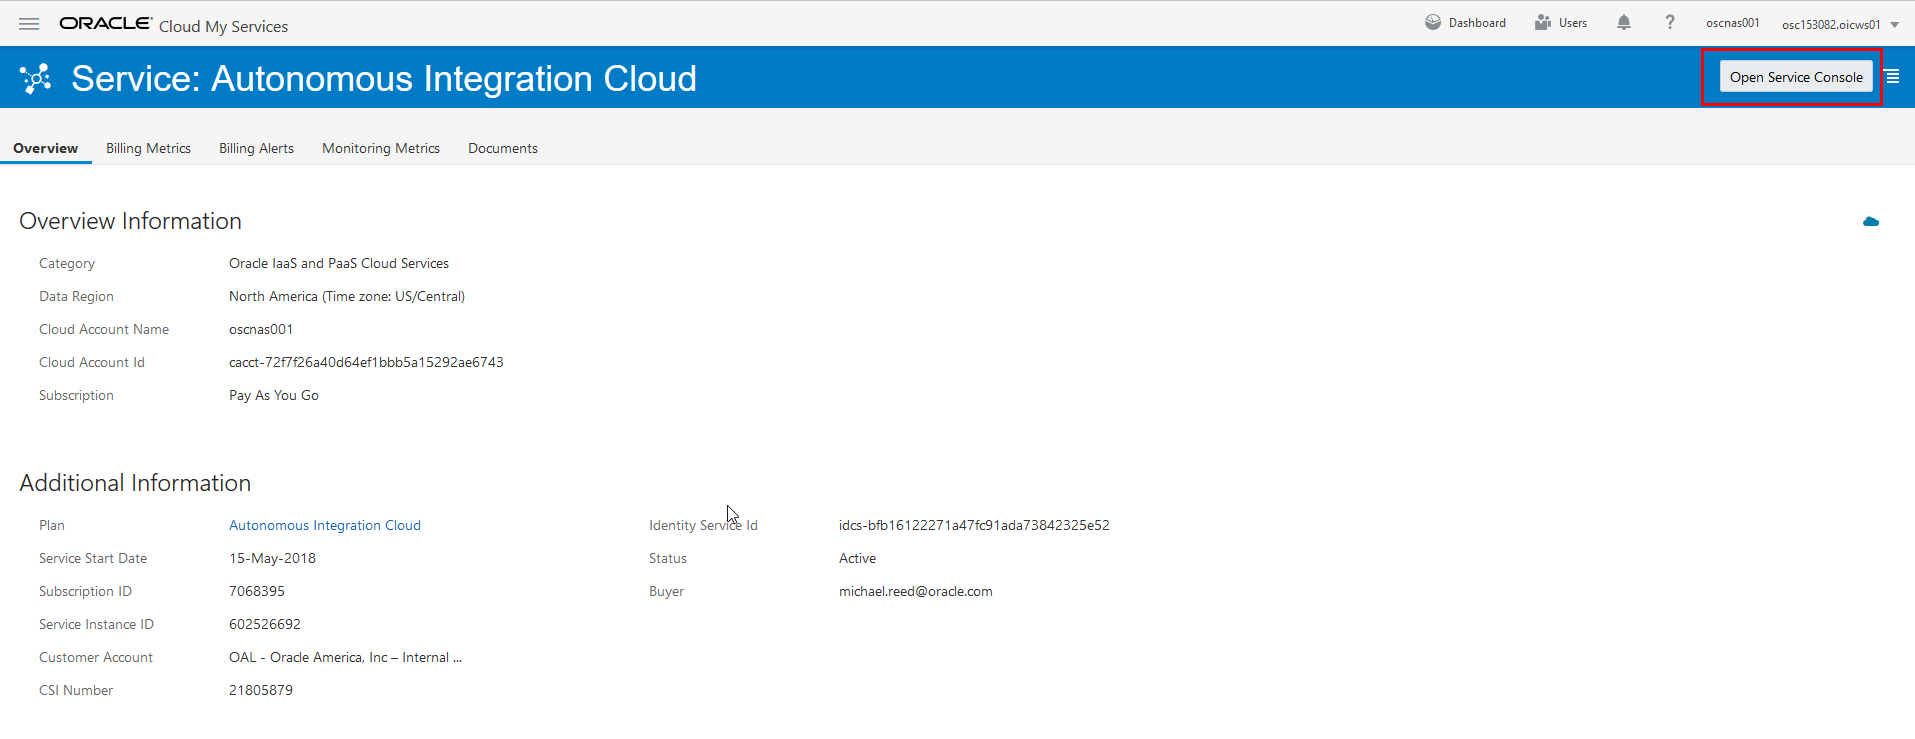 ORACLE Cloud My Services Dashboard Users ? oscnas001 osc153082.oicws01
Service: Autonomous Integration Cloud Open Service Console
Overview Billing Metrics Billing Alerts Monitoring Metrics Documents
Overview Information
Category Oracle IaaS and PaaS Cloud Services
Data Region North America (Time zone: US/Central)
Cloud Account Name oscnas001
Cloud Account Id cacct-72f7f26a40d64ef1bbb5a15292ae6743
Subscription Pay As You Go
Additional Information
Plan Autonomous Integration Cloud Identity Service Id idcs-bfb16122271a47fc91ada73842325e52
Service Start Date 15-May-2018 Status Active
Subscription ID 7068395 Buyer michael.reed@oracle.com
Service Instance ID 602526692
Customer Account OAL - Oracle America, Inc – Internal ...
CSI Number 21805879